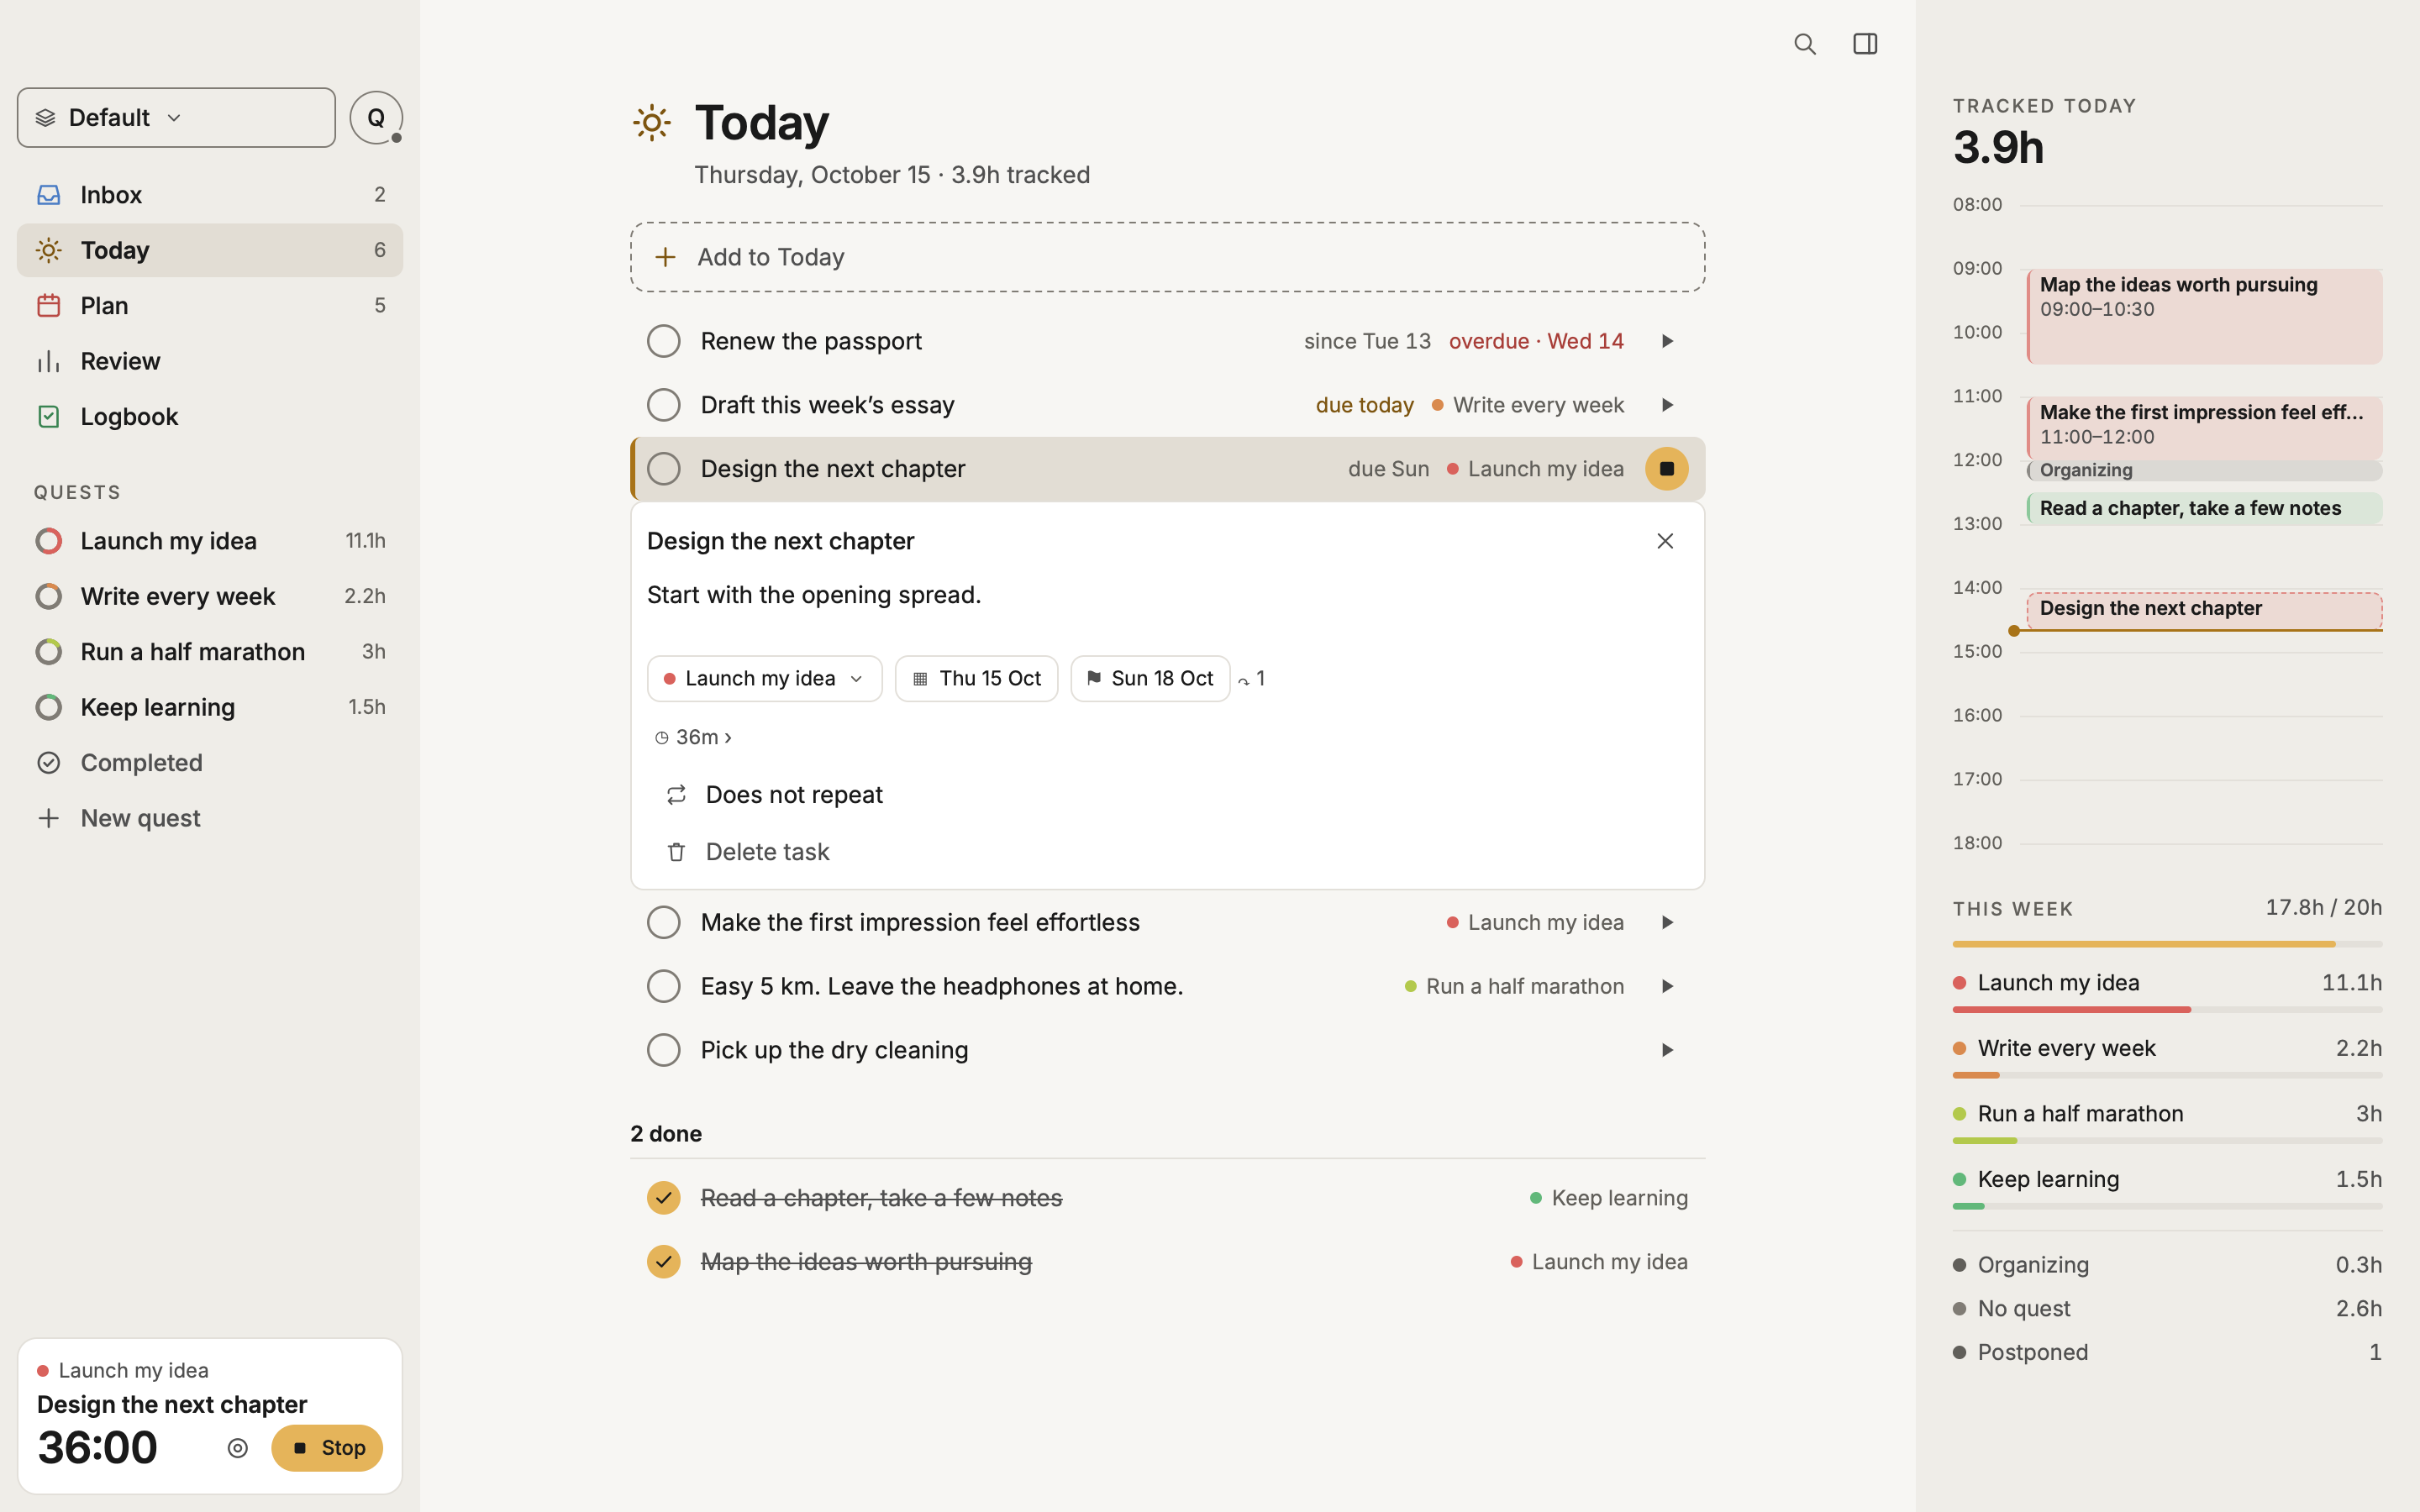 Default
Q
Inbox 2
Today 6
Plan 5
Review
Logbook
QUESTS
Launch my idea 11.1h
Write every week 2.2h
Run a half marathon 3h
Keep learning 1.5h
Completed
New quest
Launch my idea
Design the next chapter
36:00 Stop
Today
Thursday, October 15 · 3.9h tracked
Add to Today
Renew the passport since Tue 13 overdue · Wed 14
Draft this week’s essay due today Write every week
Design the next chapter due Sun Launch my idea
Design the next chapter
Start with the opening spread.
Launch my idea Thu 15 Oct Sun 18 Oct 1
36m ›
Does not repeat
Delete task
Make the first impression feel effortless Launch my idea
Easy 5 km. Leave the headphones at home. Run a half marathon
Pick up the dry cleaning
2 done
Read a chapter, take a few notes Keep learning
Map the ideas worth pursuing Launch my idea
TRACKED TODAY
3.9h
08:00
09:00
Map the ideas worth pursuing
09:00–10:30
10:00
11:00
Make the first impression feel eff...
11:00–12:00
12:00
Organizing
Read a chapter, take a few notes
13:00
14:00
Design the next chapter
15:00
16:00
17:00
18:00
THIS WEEK 17.8h / 20h
Launch my idea 11.1h
Write every week 2.2h
Run a half marathon 3h
Keep learning 1.5h
Organizing 0.3h
No quest 2.6h
Postponed 1